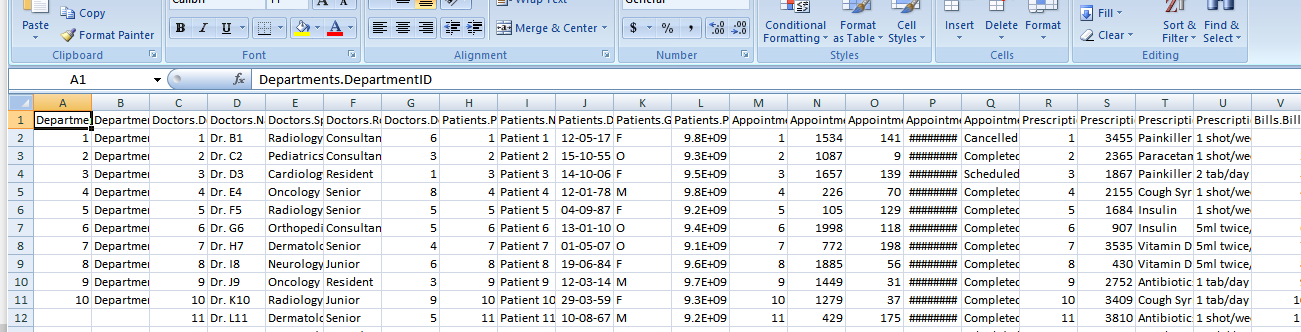 Copy Calibri 11 Wrap Text General Fill
Paste Format Painter B I U A Merge & Center $ % , .0 .00 .00 .0 Conditional Formatting Format as Table Cell Styles Insert Delete Format Clear Sort & Filter Find & Select
Clipboard Font Alignment Number Styles Cells Editing
A1 fx Departments.DepartmentID
A B C D E F G H I J K L M N O P Q R S T U V
1 Departme Departmer Doctors.D Doctors.N Doctors.Sp Doctors.Re Doctors.De Patients.P Patients.N Patients.D Patients.G Patients.P Appointme Appointme Appointme Appointme Appointme Prescriptio Prescriptio Prescriptio Prescriptio Bills.Bill
2 1 Departmer 1 Dr. B1 Radiology Consultan 6 1 Patient 1 12-05-17 F 9.8E+09 1 1534 141 ######## Cancelled 1 3455 Painkiller 1 shot/we
3 2 Departmer 2 Dr. C2 Pediatrics Consultan 3 2 Patient 2 15-10-55 O 9.3E+09 2 1087 9 ######## Completed 2 2365 Paracetan 1 shot/we
4 3 Departmer 3 Dr. D3 Cardiolog Resident 1 3 Patient 3 14-10-06 F 9.5E+09 3 1657 139 ######## Scheduled 3 1867 Painkiller 2 tab/day
5 4 Departmer 4 Dr. E4 Oncology Senior 8 4 Patient 4 12-01-78 M 9.8E+09 4 226 70 ######## Completed 4 2155 Cough Syr 1 shot/we
6 5 Departmer 5 Dr. F5 Radiology Senior 5 5 Patient 5 04-09-87 F 9.2E+09 5 105 129 ######## Completed 5 1684 Insulin 1 shot/we
7 6 Departmer 6 Dr. G6 Orthopedi Consultan 5 6 Patient 6 13-01-10 O 9.4E+09 6 1998 118 ######## Completed 6 907 Insulin 5ml twice,
8 7 Departmer 7 Dr. H7 Dermatolo Senior 4 7 Patient 7 01-05-07 O 9.1E+09 7 772 198 ######## Completed 7 3535 Vitamin D 5ml twice,
9 8 Departmer 8 Dr. I8 Neurology Junior 6 8 Patient 8 19-06-84 F 9.6E+09 8 1885 56 ######## Completed 8 430 Vitamin D 5ml twice,
10 9 Departmer 9 Dr. J9 Oncology Resident 3 9 Patient 9 12-03-14 M 9.7E+09 9 1449 31 ######## Completed 9 2752 Antibiotic 1 tab/day
11 10 Departmer 10 Dr. K10 Radiology Junior 9 10 Patient 10 29-03-59 F 9.3E+09 10 1279 37 ######## Completed 10 3409 Cough Syr 1 tab/day
12 11 Dr. L11 Dermatolo Senior 5 11 Patient 11 10-08-67 M 9.2E+09 11 429 175 ######## Completed 11 3810 Antibiotic 1 shot/we